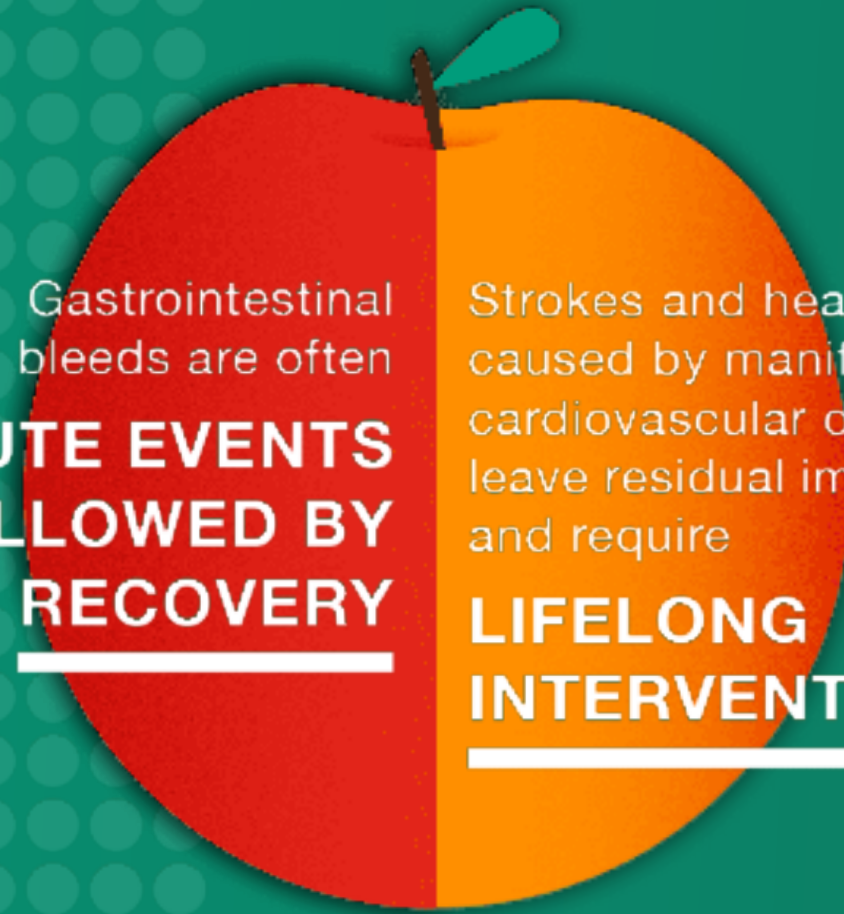 Gastrointestinal
bleeds are often
UTE EVENTS
LLOWED BY
RECOVERY
Strokes and hea
caused by manif
cardiovascular
leave residual im
and require
LIFELONG
INTERVENT